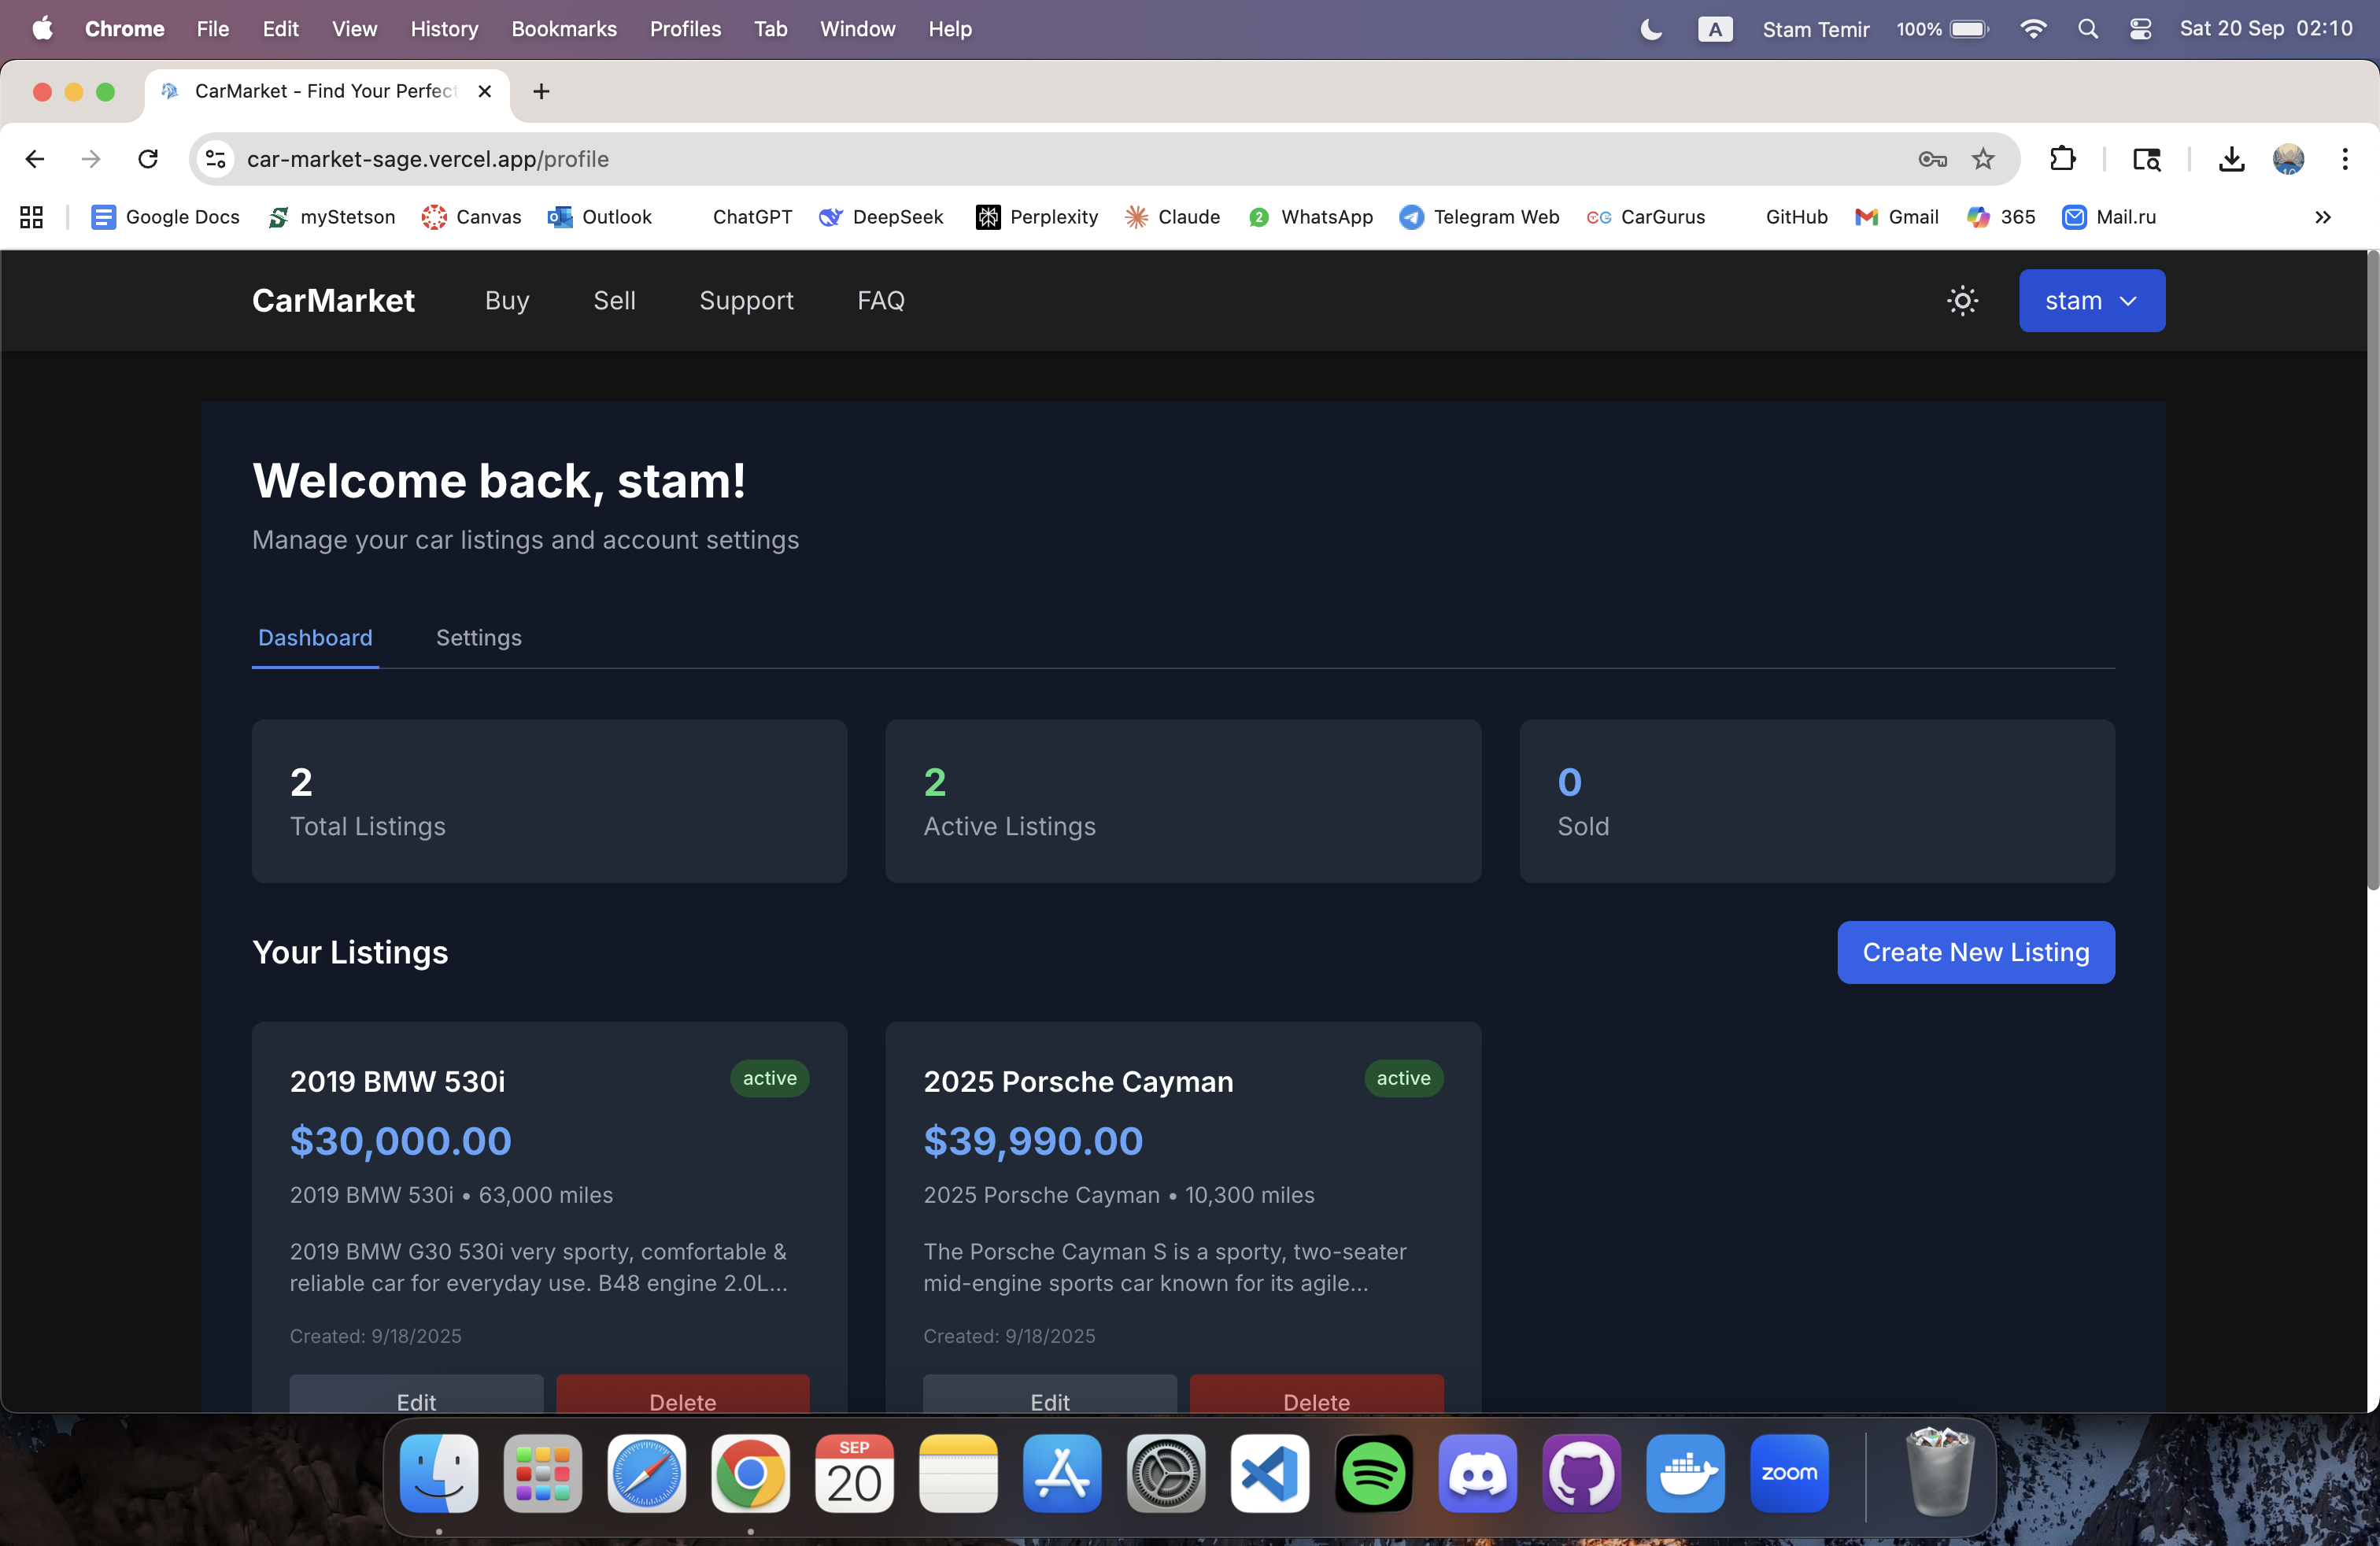 Chrome File Edit View History Bookmarks Profiles Tab Window Help A Stam Temir 100% Sat 20 Sep 02:10
CarMarket - Find Your Perfect
car-market-sage.vercel.app/profile
Google Docs myStetson Canvas Outlook ChatGPT DeepSeek Perplexity Claude 2 WhatsApp Telegram Web CG CarGurus GitHub Gmail 365 Mail.ru
CarMarket Buy Sell Support FAQ stam
Welcome back, stam!
Manage your car listings and account settings
Dashboard Settings
2 2 0
Total Listings Active Listings Sold
Your Listings Create New Listing
2019 BMW 530i active
$30,000.00
2019 BMW 530i • 63,000 miles
2019 BMW G30 530i very sporty, comfortable &
reliable car for everyday use. B48 engine 2.0L...
Created: 9/18/2025
Edit Delete
2025 Porsche Cayman active
$39,990.00
2025 Porsche Cayman • 10,300 miles
The Porsche Cayman S is a sporty, two-seater
mid-engine sports car known for its agile...
Created: 9/18/2025
Edit Delete
SEP
20
zoom